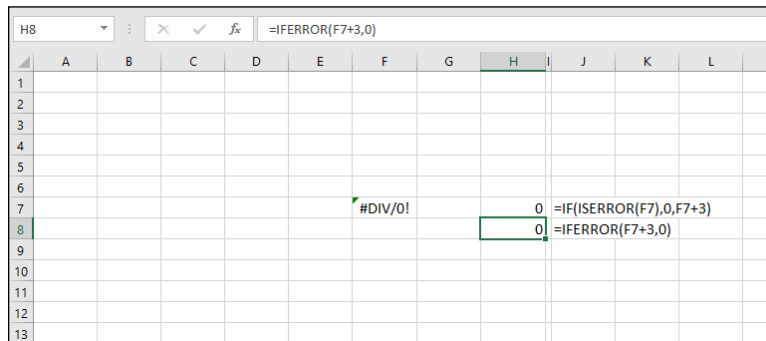 H8 fx =IFERROR(F7+3,0)
A B C D E F G H I J K L
1
2
3
4
5
6
7 #DIV/0! 0 =IF(ISERROR(F7),0,F7+3)
8 0 =IFERROR(F7+3,0)
9
10
11
12
13